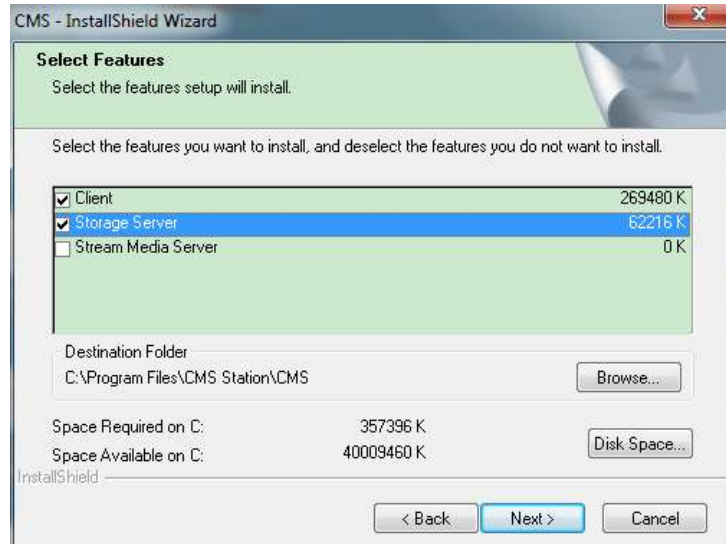 CMS - InstallShield Wizard
Select Features
Select the features setup will install.
Select the features you want to install, and deselect the features you do not want to install.
Client 269480 K
Storage Server 62216 K
Stream Media Server 0 K
Destination Folder
C:\Program Files\CMS Station\CMS
Browse...
Space Required on C: 357396 K
Space Available on C: 40009460 K
Disk Space...
InstallShield
< Back Next > Cancel